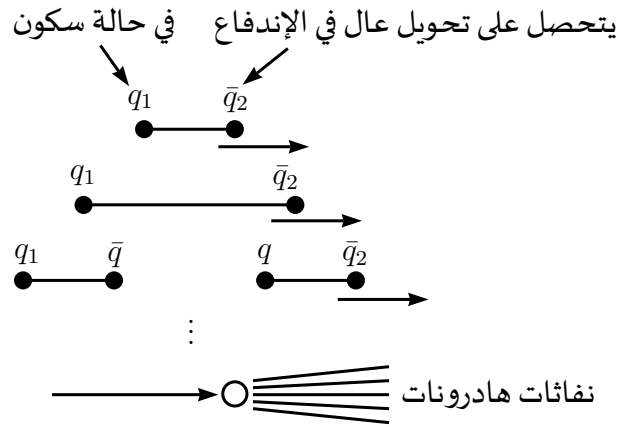 يتحصل على تحويل عال في الإندفاع في حالة سكون
q₁ q̄₂
q₁ q̄₂
q₁ q̄ q q̄₂
⋮
نفاثات هادرونات